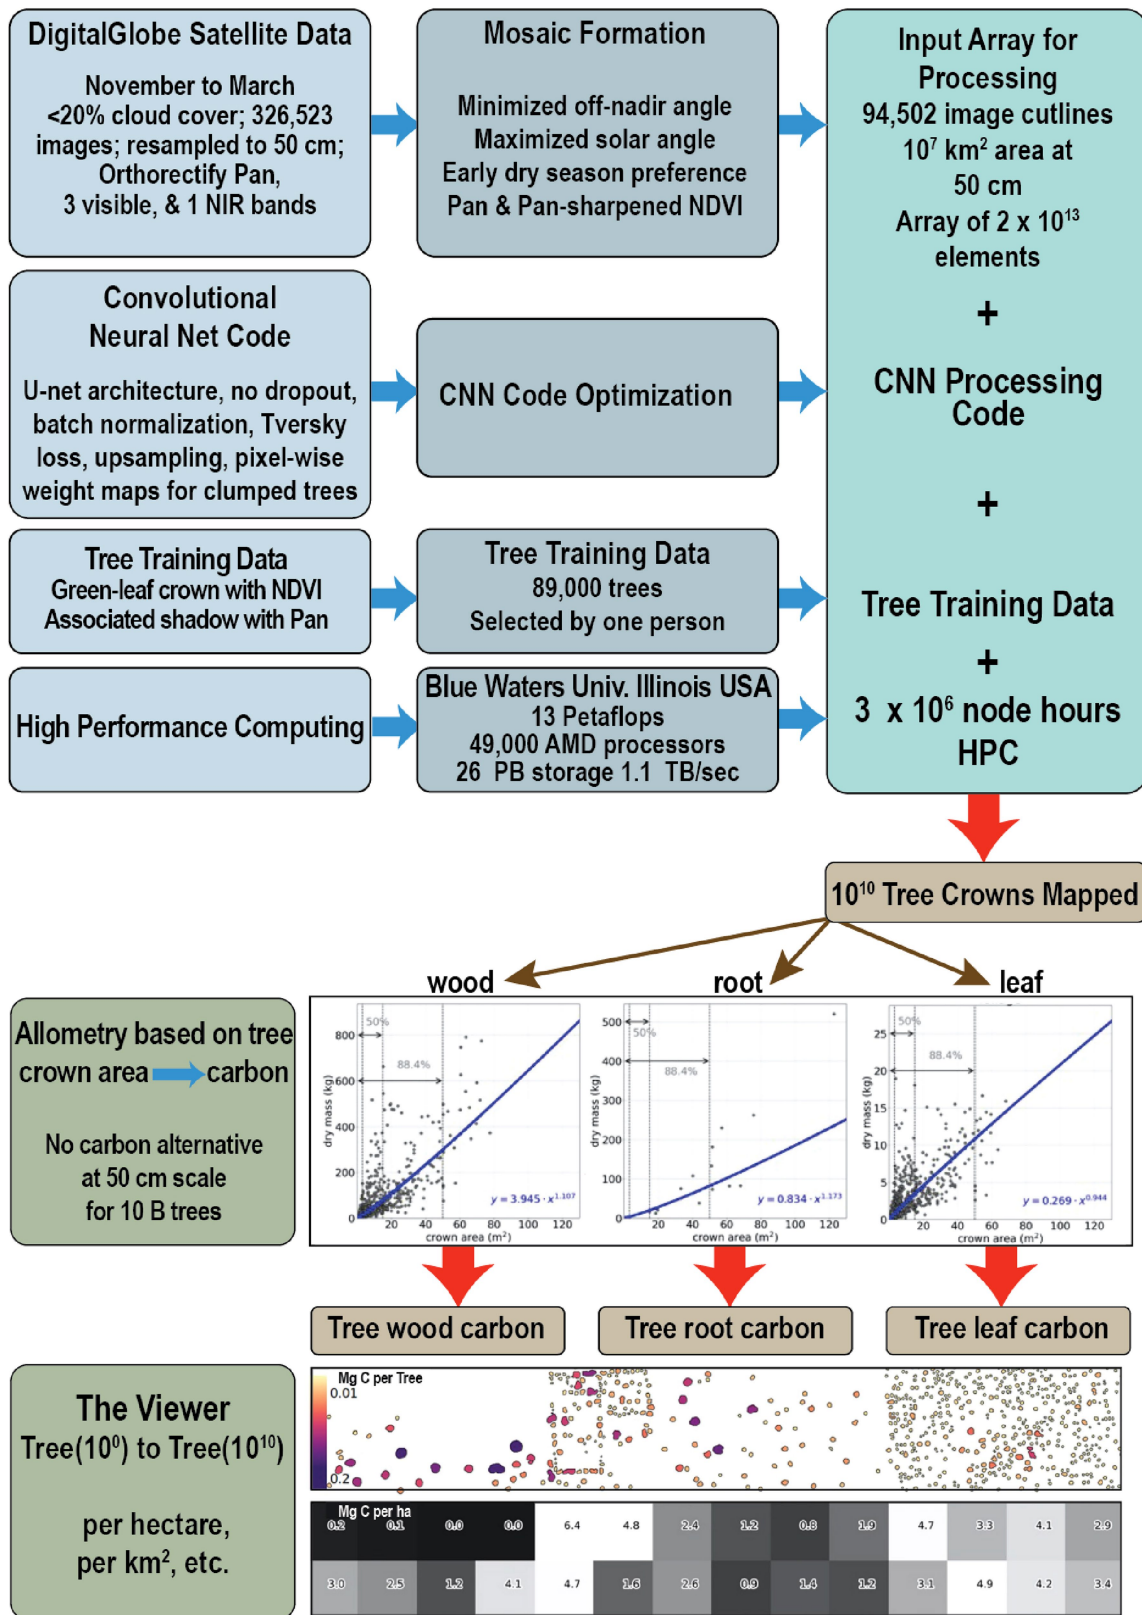 DigitalGlobe Satellite Data
November to March
<20% cloud cover; 326,523
images; resampled to 50 cm;
Orthorectify Pan,
3 visible, & 1 NIR bands
Mosaic Formation
Minimized off-nadir angle
Maximized solar angle
Early dry season preference
Pan & Pan-sharpened NDVI
Input Array for
Processing
94,502 image cutlines
10⁷ km² area at
50 cm
Array of 2 x 10¹³
elements
+
CNN Processing
Code
+
Tree Training Data
+
3 x 10⁶ node hours
HPC
Convolutional
Neural Net Code
U-net architecture, no dropout,
batch normalization, Tversky
loss, upsampling, pixel-wise
weight maps for clumped trees
CNN Code Optimization
Tree Training Data
Green-leaf crown with NDVI
Associated shadow with Pan
Tree Training Data
89,000 trees
Selected by one person
High Performance Computing
Blue Waters Univ. Illinois USA
13 Petaflops
49,000 AMD processors
26 PB storage 1.1 TB/sec
10¹⁰ Tree Crowns Mapped
wood
root
leaf
Allometry based on tree
crown area carbon
No carbon alternative
at 50 cm scale
for 10 B trees
dry mass (kg)
800
600
400
200
0
50%
88.4%
y = 3.945 · x^1.107
20 40 60 80 100 120
crown area (m²)
dry mass (kg)
500
400
300
200
100
0
50%
88.4%
y = 0.834 · x^1.173
20 40 60 80 100 120
crown area (m²)
dry mass (kg)
25
20
15
10
5
0
50%
88.4%
y = 0.269 · x^0.944
20 40 60 80 100 120
crown area (m²)
Tree wood carbon
Tree root carbon
Tree leaf carbon
The Viewer
Tree(10⁰) to Tree(10¹⁰)
per hectare,
per km², etc.
Mg C per Tree
0.01
0.2
Mg C per ha
0.2 0.1 0.0 0.0 6.4 4.8 2.4 1.2 0.8 1.9 4.7 3.3 4.1 2.9
3.0 2.5 1.2 4.1 4.7 1.6 2.6 0.9 1.4 1.2 3.1 4.9 4.2 3.4